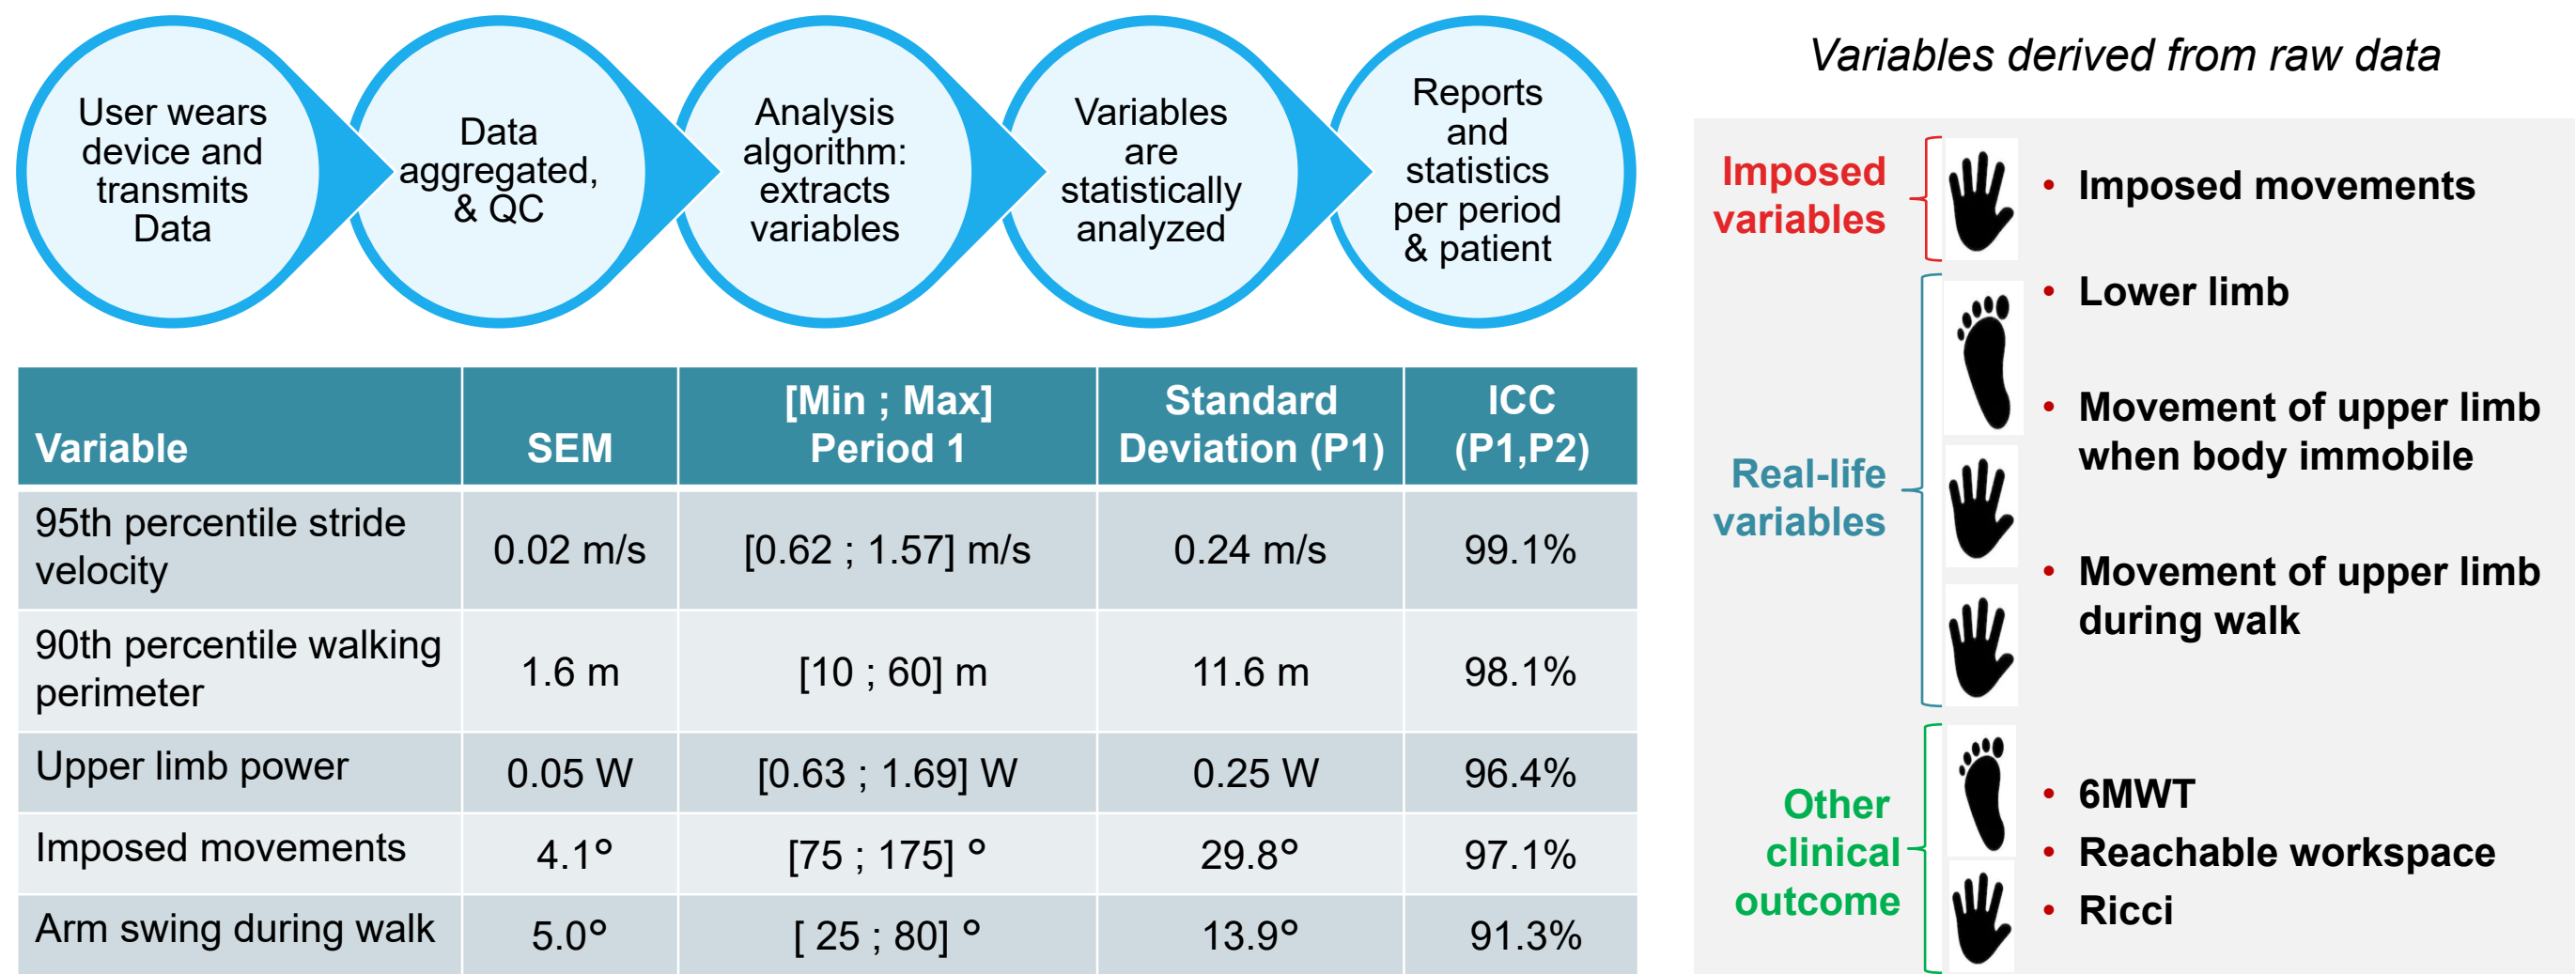 User wears
device and
transmits
Data
Data
aggregated,
& QC
Analysis
algorithm:
extracts
variables
Variables
are
statistically
analyzed
Reports
and
statistics
per period
& patient
Variable SEM [Min ; Max] Period 1 Standard Deviation (P1) ICC (P1,P2)
95th percentile stride
velocity
0.02 m/s [0.62 ; 1.57] m/s 0.24 m/s 99.1%
90th percentile walking
perimeter
1.6 m [10 ; 60] m 11.6 m 98.1%
Upper limb power 0.05 W [0.63 ; 1.69] W 0.25 W 96.4%
Imposed movements 4.1° [75 ; 175] ° 29.8° 97.1%
Arm swing during walk 5.0° [ 25 ; 80] ° 13.9° 91.3%
Variables derived from raw data
Imposed
variables
• Imposed movements
Real-life
variables
• Lower limb
• Movement of upper limb
when body immobile
• Movement of upper limb
during walk
Other
clinical
outcome
• 6MWT
• Reachable workspace
• Ricci